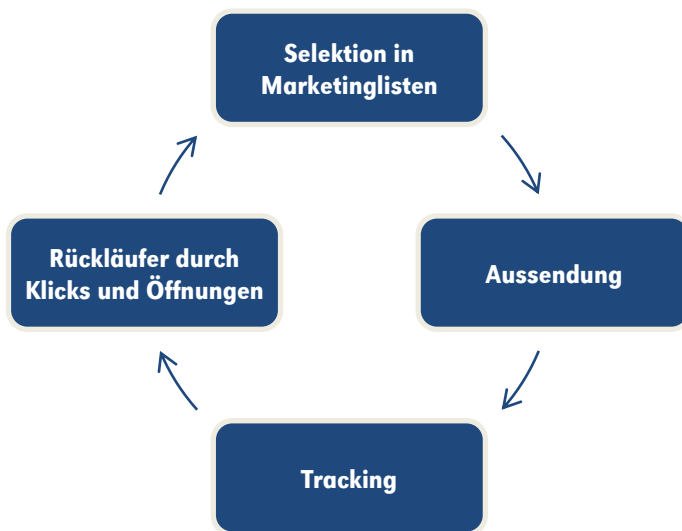 Selektion in
Marketinglisten
Rückläufer durch
Klicks und Öffnungen
Aussendung
Tracking